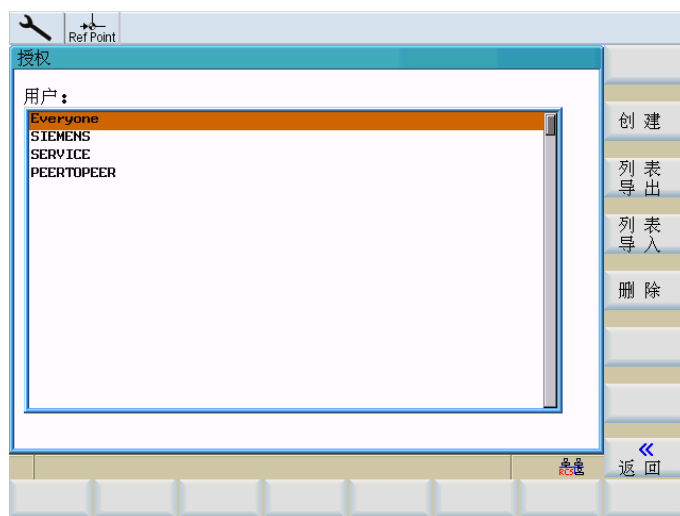 Ref Point
授权
用户：
Everyone
SIEMENS
SERVICE
PEERTOPEER
创建
列表
导出
列表
导入
删除
RCS
«
返回